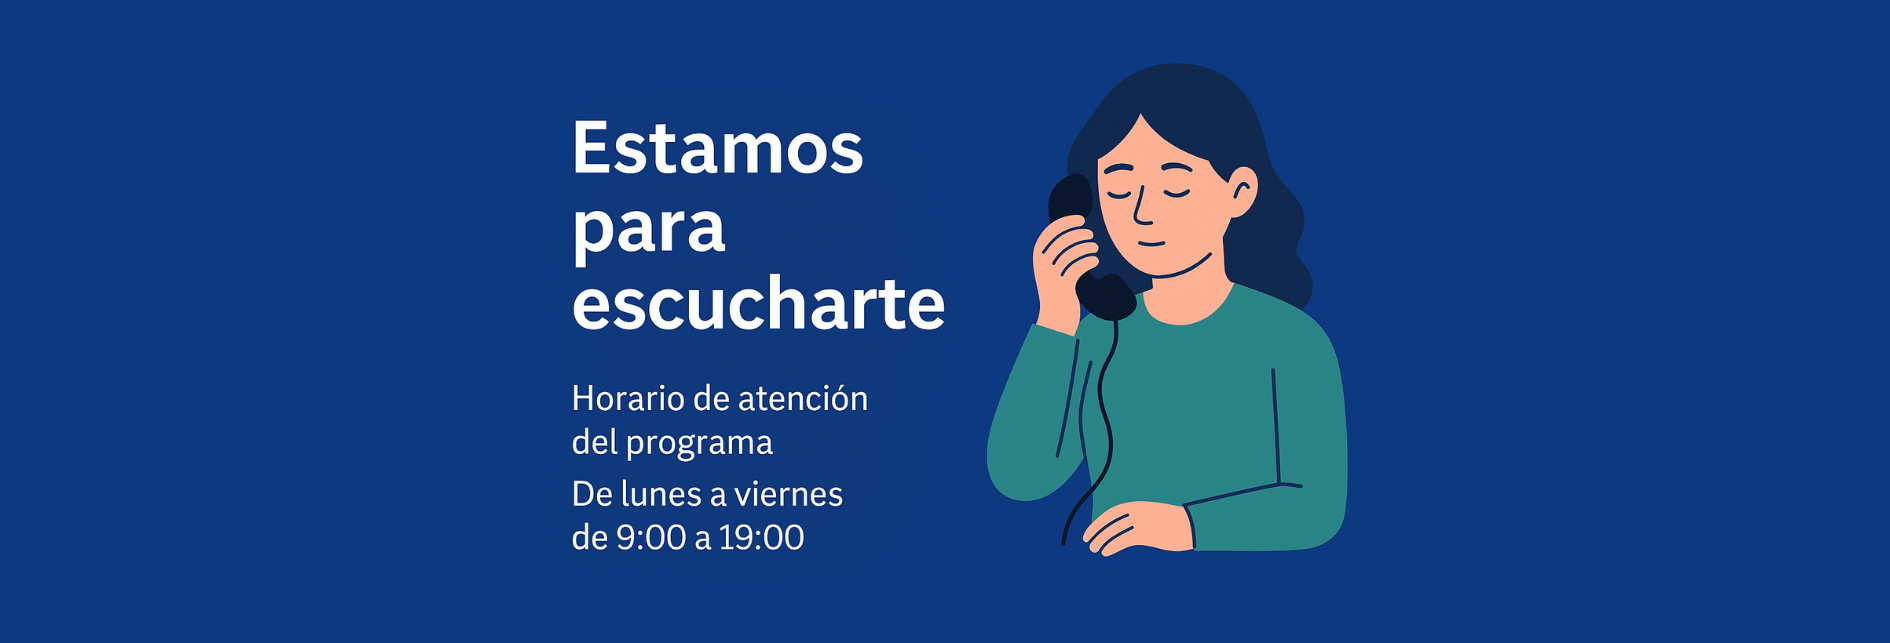 Estamos
para
escucharte
Horario de atención
del programa
De lunes a viernes
de 9:00 a 19:00